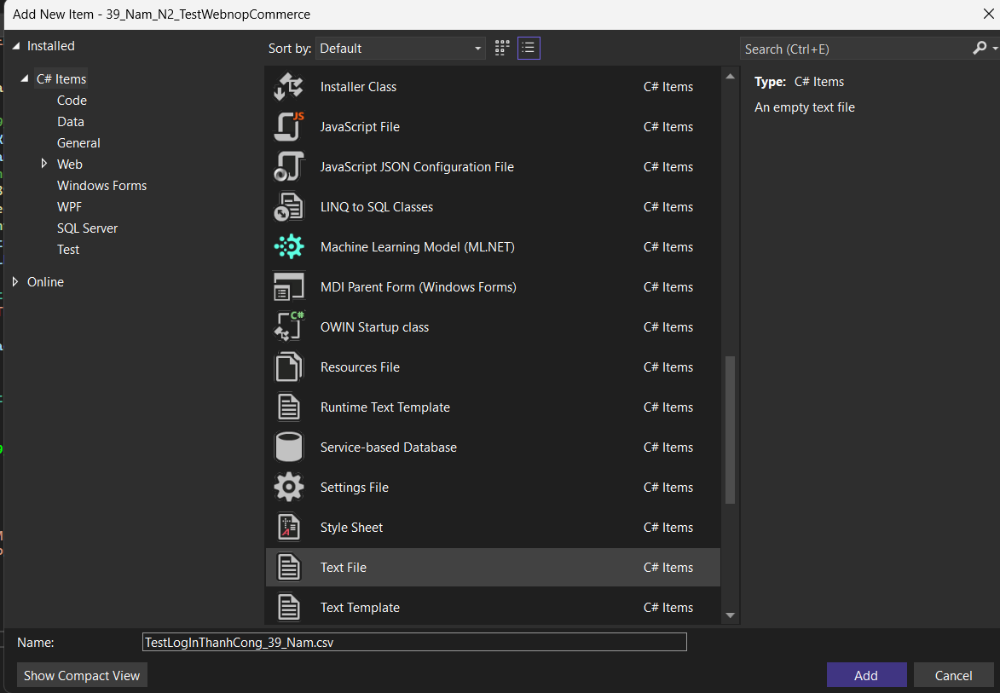 Add New Item - 39_Nam_N2_TestWebnopCommerce
Installed
C# Items
Code
Data
General
Web
Windows Forms
WPF
SQL Server
Test
Online
Sort by: Default
Installer Class C# Items
JavaScript File C# Items
JavaScript JSON Configuration File C# Items
LINQ to SQL Classes C# Items
Machine Learning Model (ML.NET) C# Items
MDI Parent Form (Windows Forms) C# Items
OWIN Startup class C# Items
Resources File C# Items
Runtime Text Template C# Items
Service-based Database C# Items
Settings File C# Items
Style Sheet C# Items
Text File C# Items
Text Template C# Items
Search (Ctrl+E)
Type: C# Items
An empty text file
Name: TestLogInThanhCong_39_Nam.csv
Show Compact View
Add
Cancel